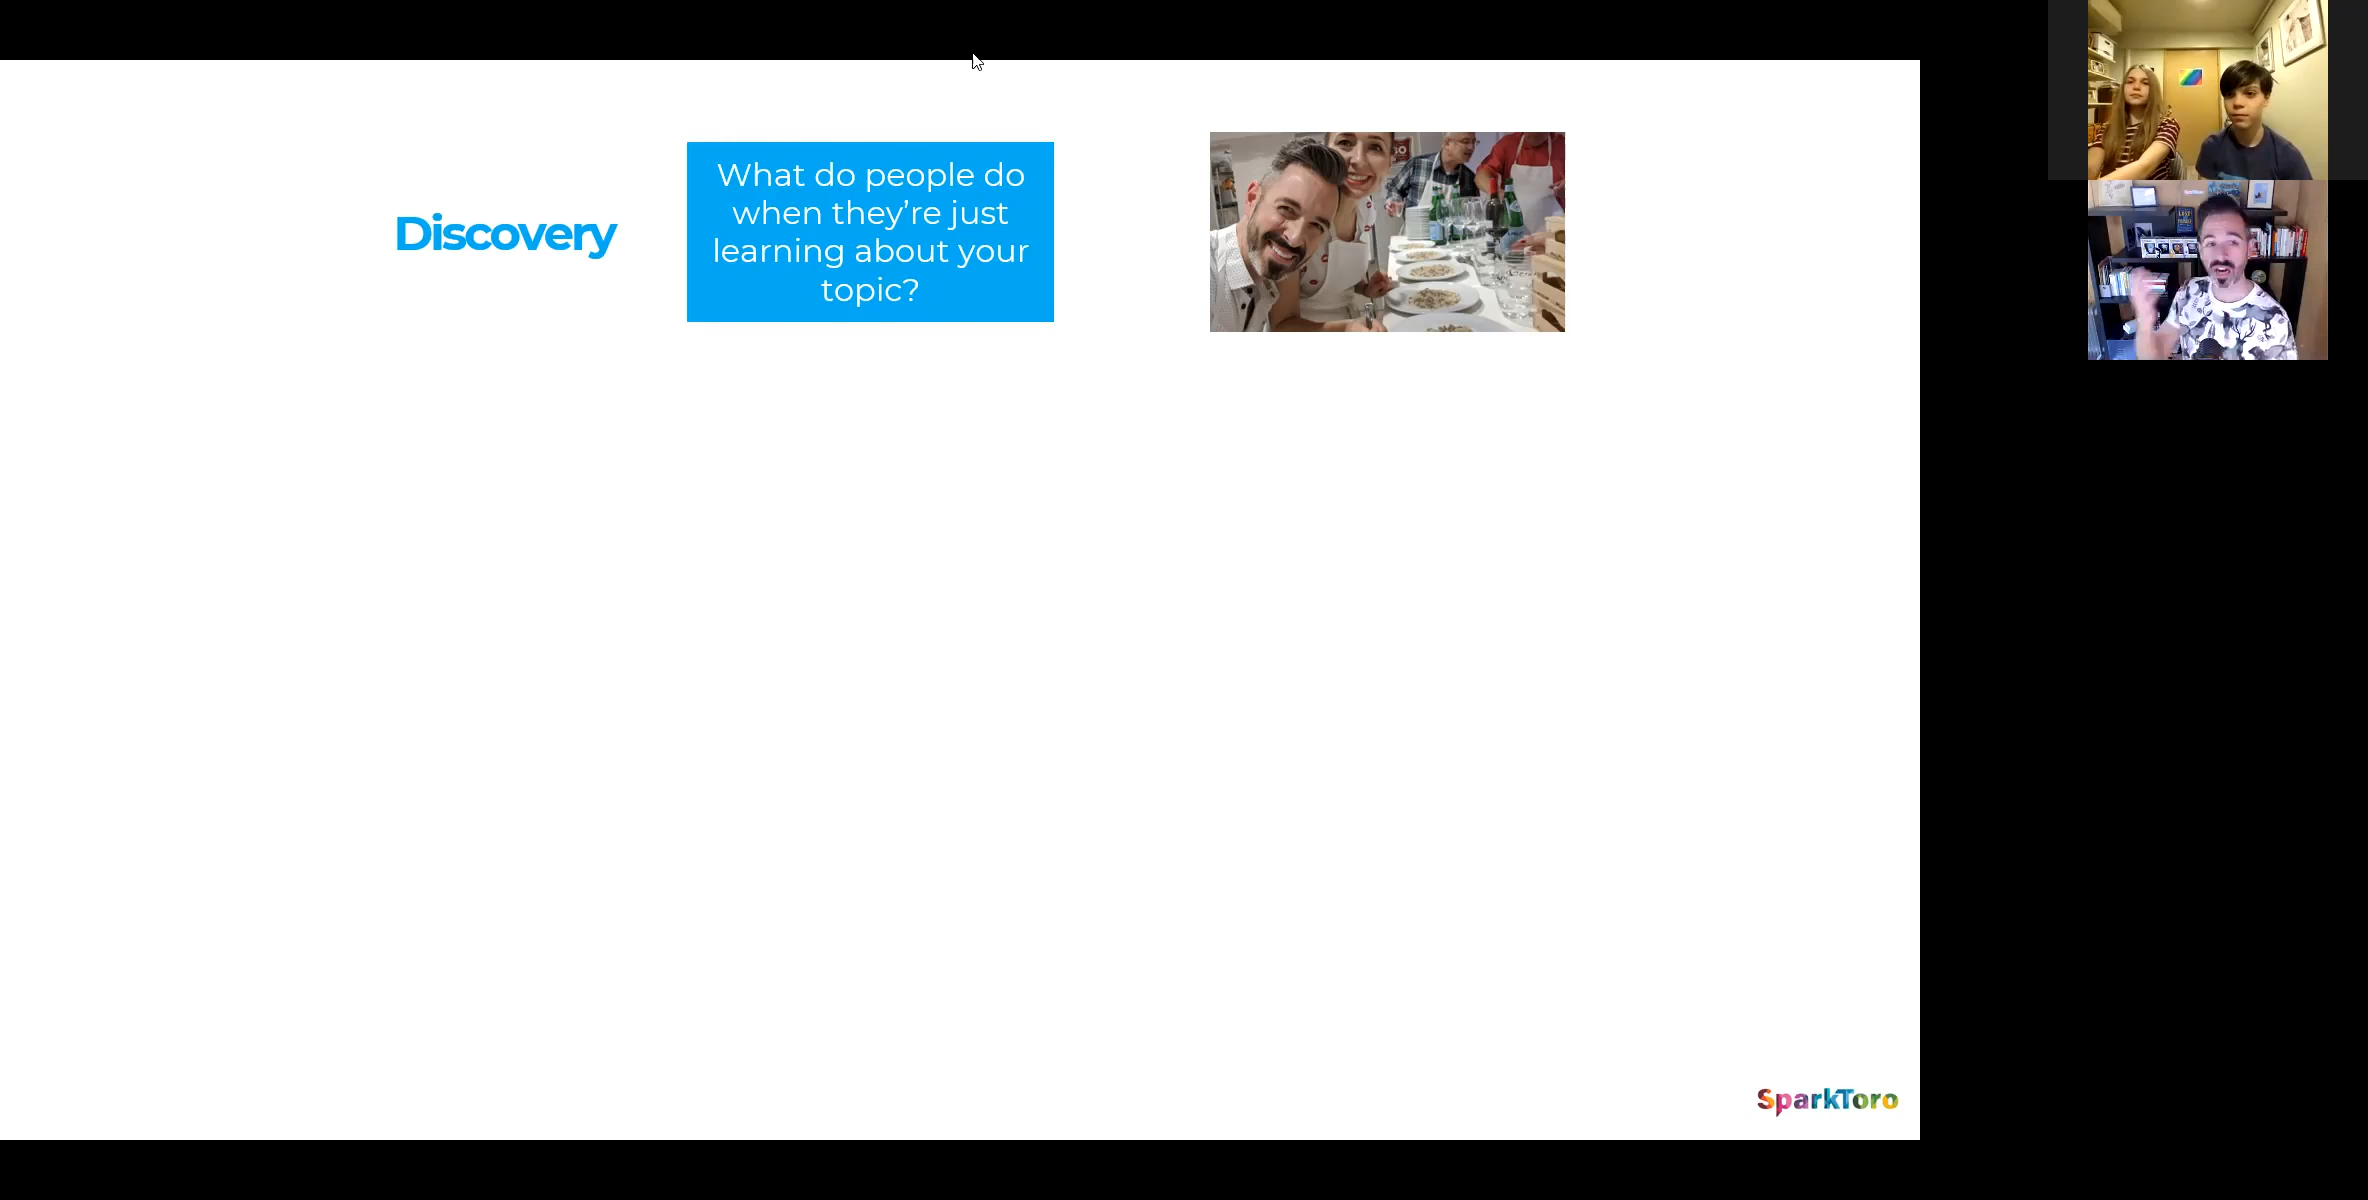 Discovery
What do people do
when they’re just
learning about your
topic?
SparkToro